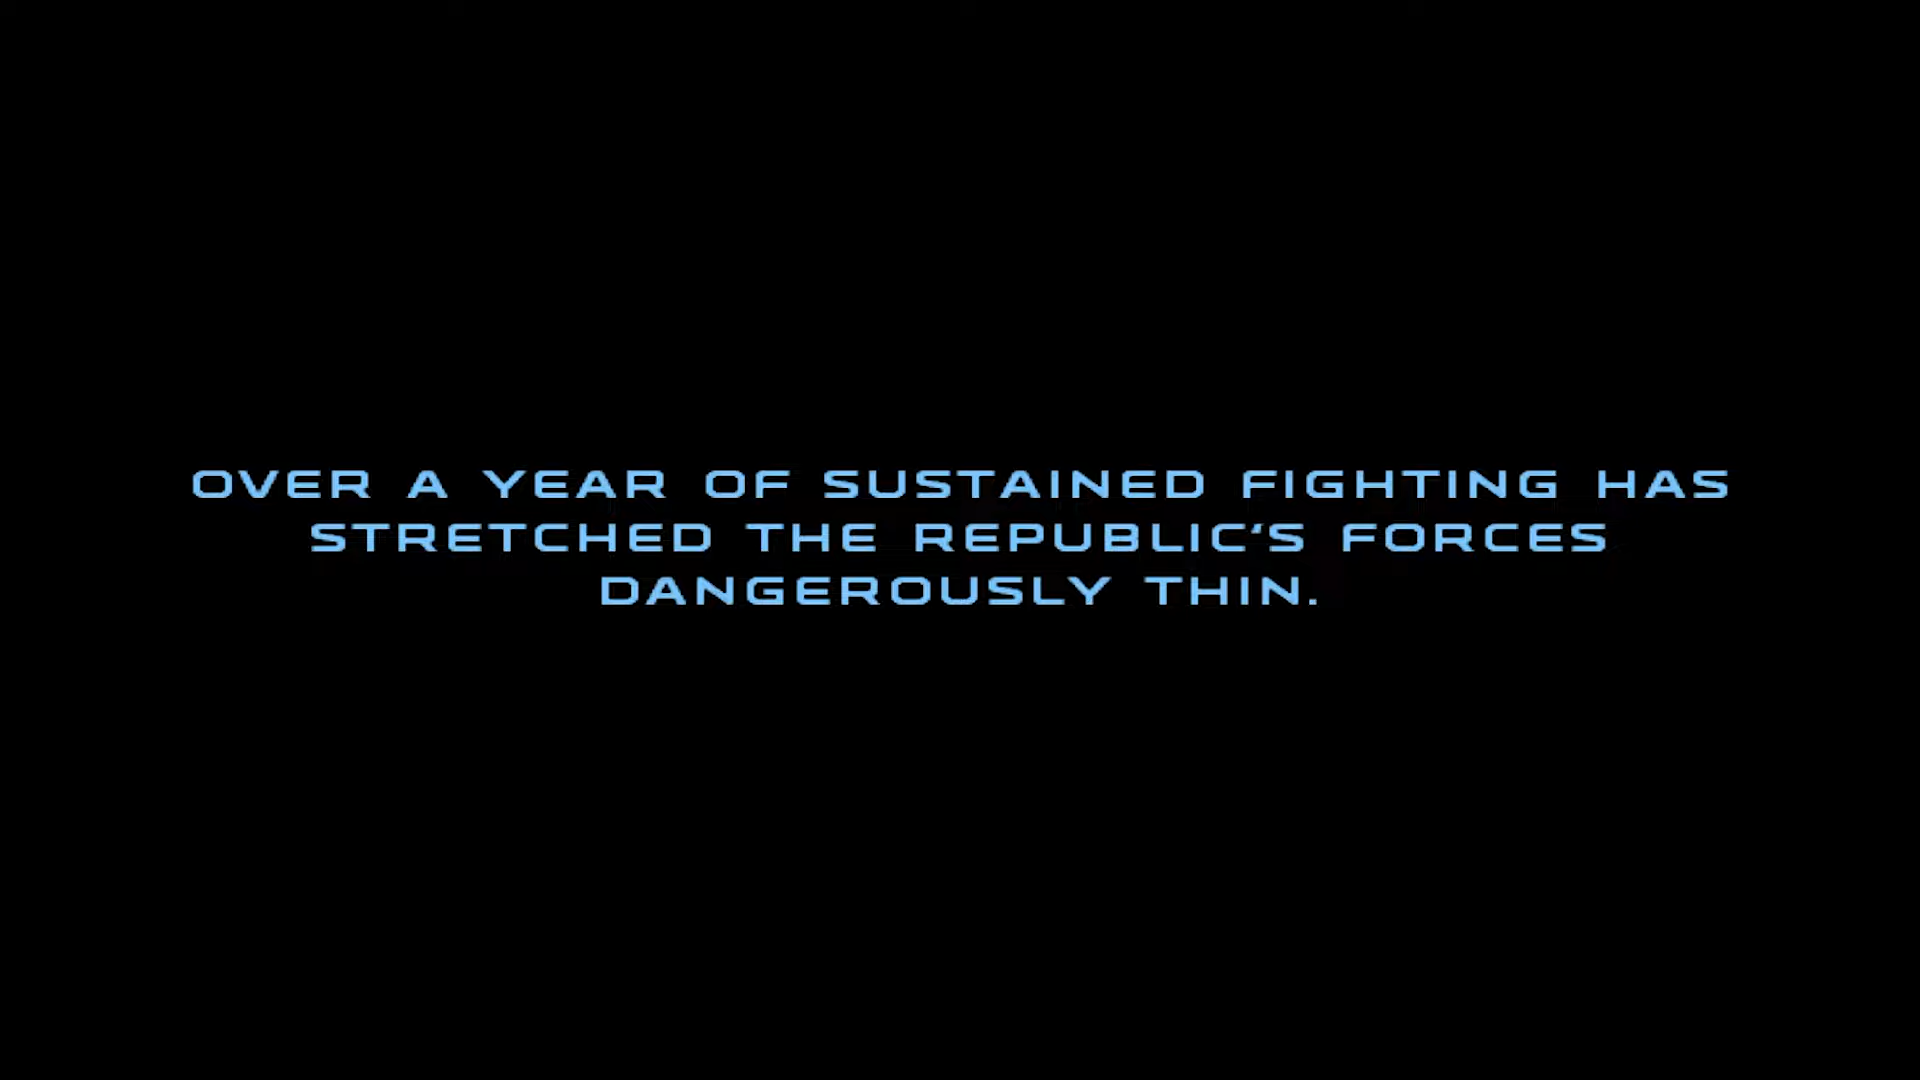 OVER A YEAR OF SUSTAINED FIGHTING HAS
STRETCHED THE REPUBLIC‘S FORCES
DANGEROUSLY THIN.